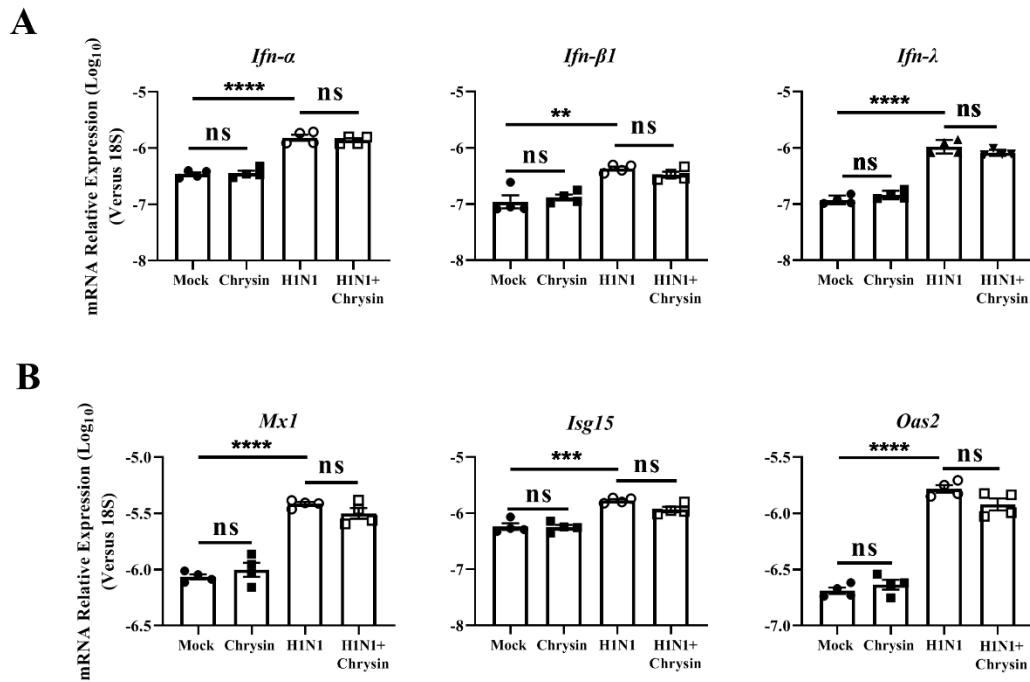 A
mRNA Relative Expression (Log10)
(Versus 18S)
Ifn-α
****
ns
ns
-5
-6
-7
-8
Mock Chrysin H1N1 H1N1+
Chrysin
Ifn-β1
**
ns
ns
-5
-6
-7
-8
Mock Chrysin H1N1 H1N1+
Chrysin
Ifn-λ
****
ns
ns
-5
-6
-7
-8
Mock Chrysin H1N1 H1N1+
Chrysin
B
mRNA Relative Expression (Log10)
(Versus 18S)
Mx1
****
ns
ns
-5.0
-5.5
-6.0
-6.5
Mock Chrysin H1N1 H1N1+
Chrysin
Isg15
***
ns
ns
-5
-6
-7
-8
Mock Chrysin H1N1 H1N1+
Chrysin
Oas2
****
ns
ns
-5.5
-6.0
-6.5
-7.0
Mock Chrysin H1N1 H1N1+
Chrysin